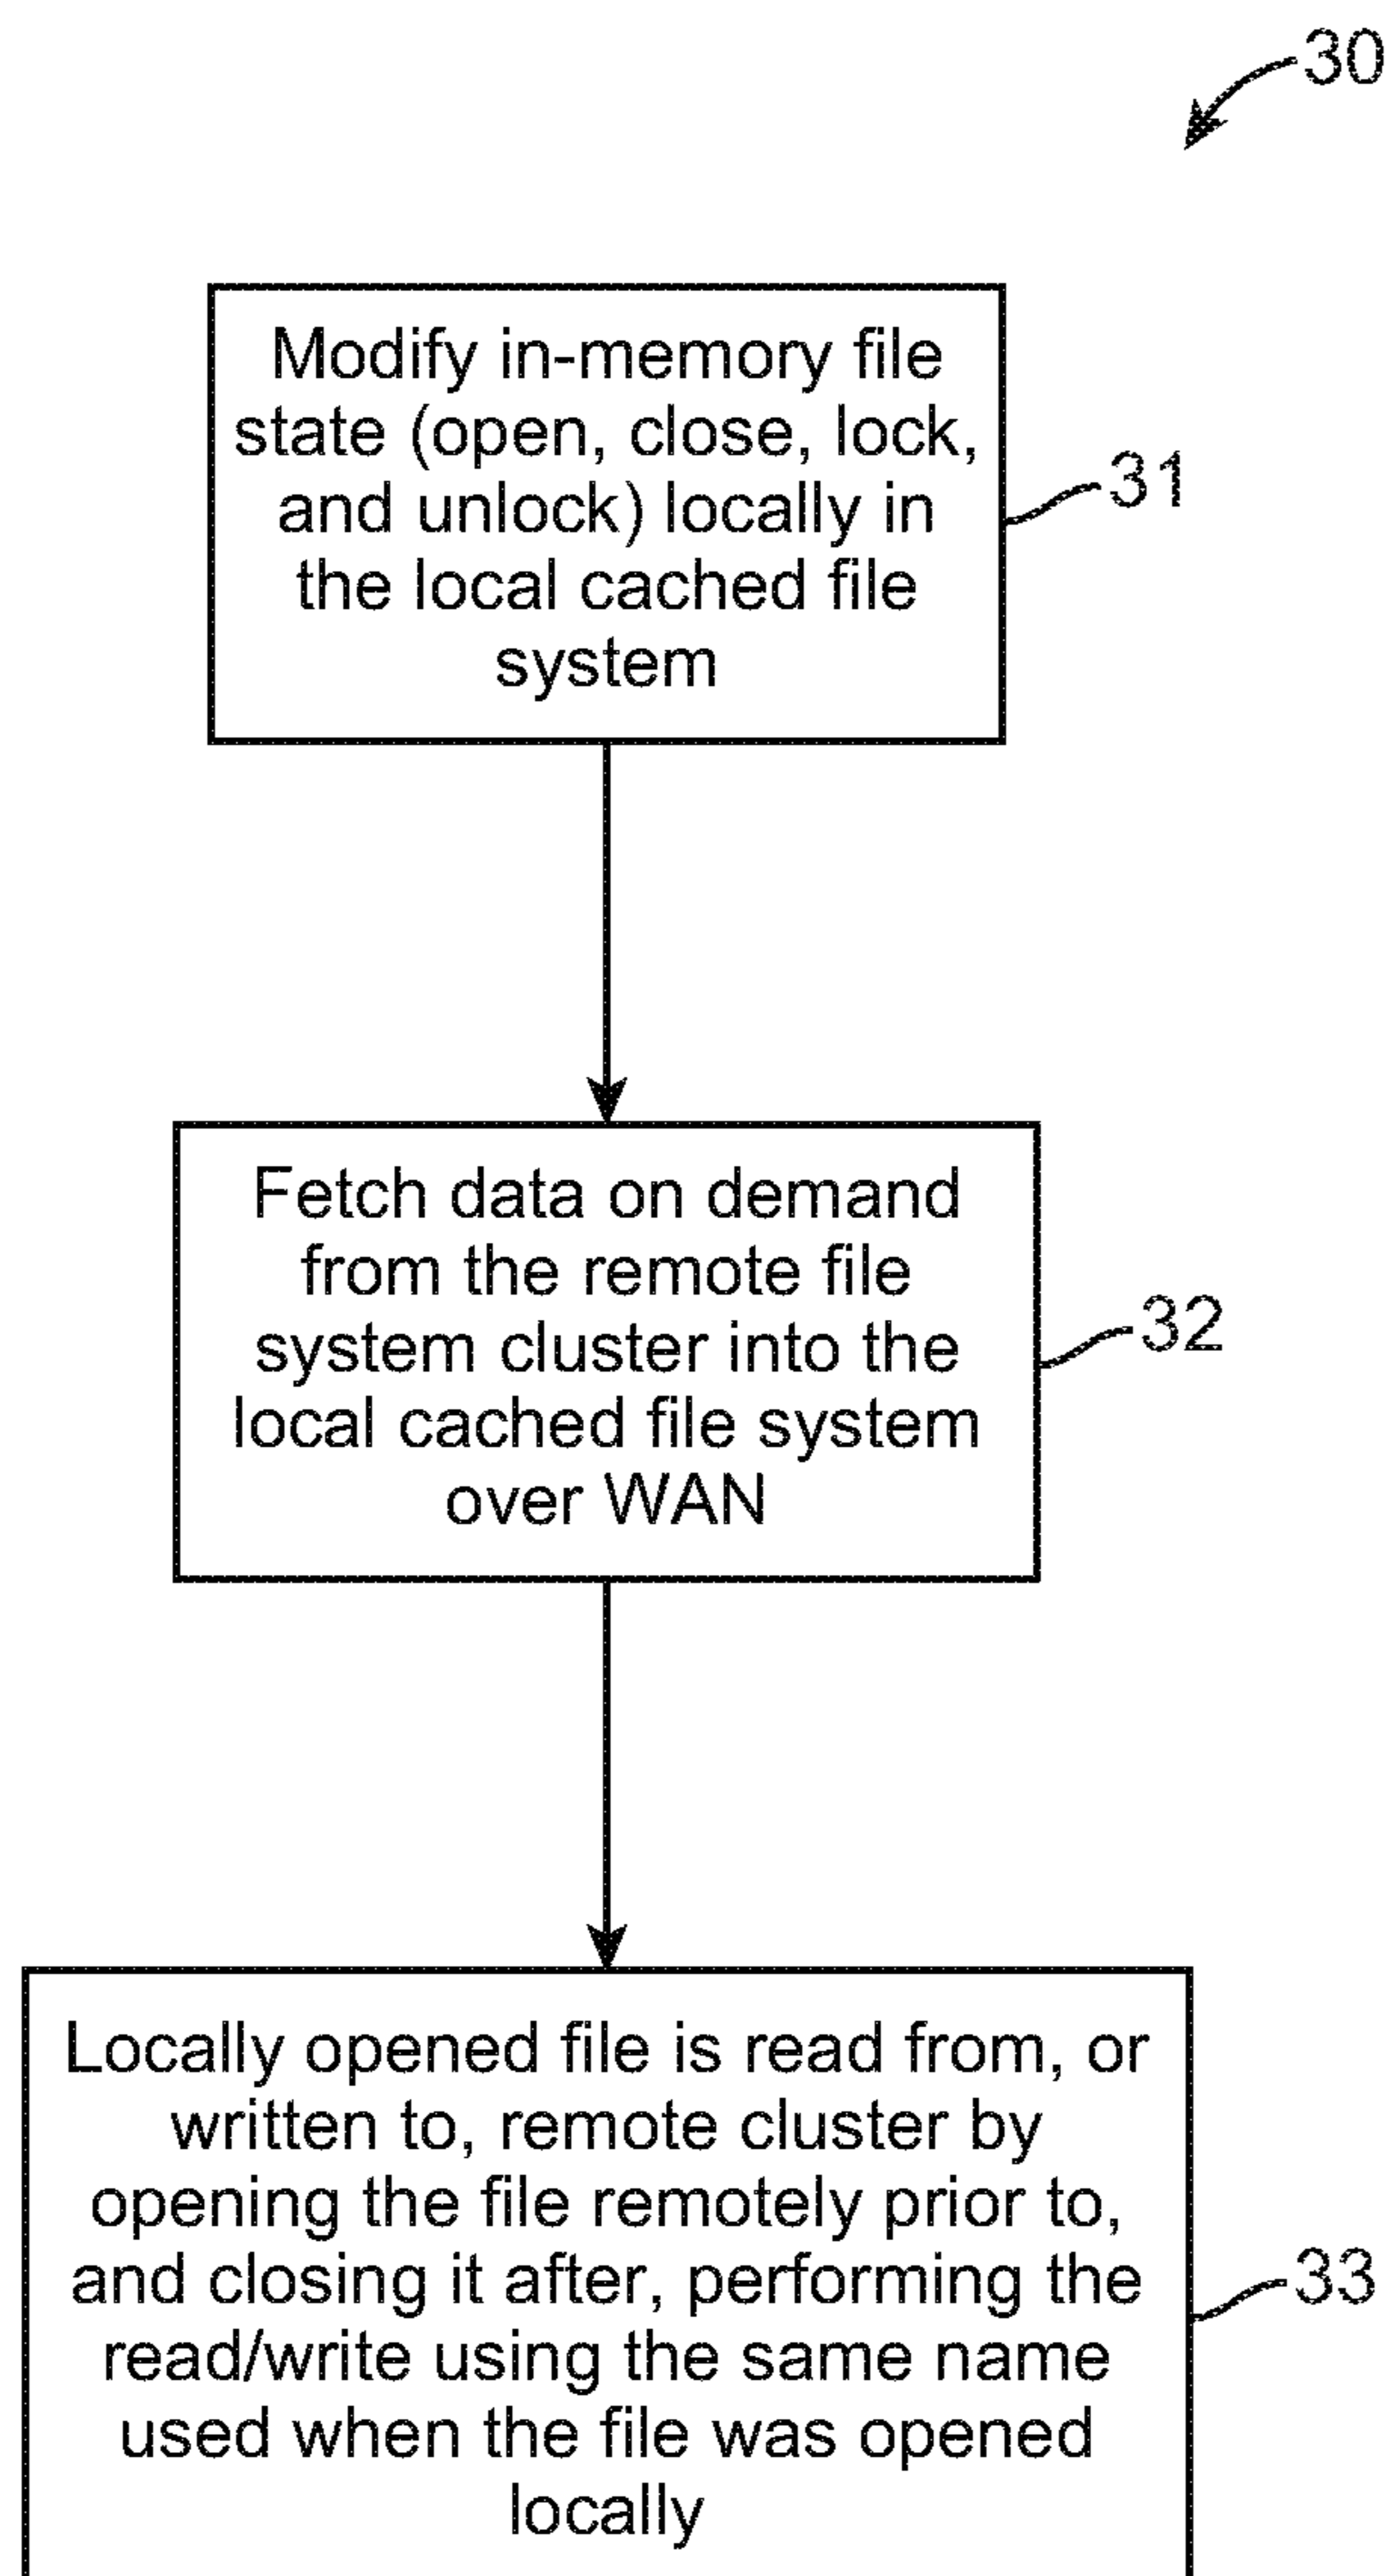 30
Modify in-memory file
state (open, close, lock,
and unlock) locally in
the local cached file
system
31
Fetch data on demand
from the remote file
system cluster into the
local cached file system
over WAN
32
Locally opened file is read from, or
written to, remote cluster by
opening the file remotely prior to,
and closing it after, performing the
read/write using the same name
used when the file was opened
locally
33